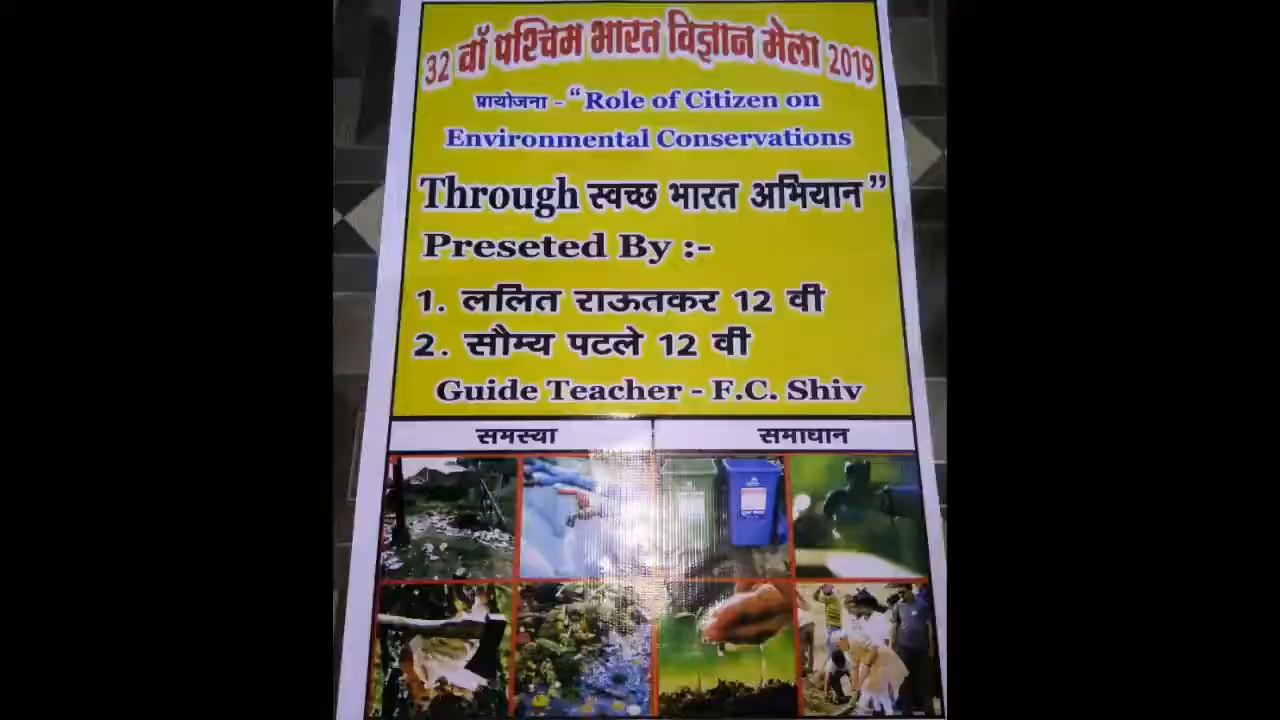 32 वाँ पश्चिम भारत विज्ञान मेला 2019
प्रायोजना - “Role of Citizen on
Environmental Conservations
Through स्वच्छ भारत अभियान”
Preseted By :-
1. ललित राऊतकर 12 वी
2. सौम्य पटले 12 वी
Guide Teacher - F.C. Shiv
समस्या
समाधान